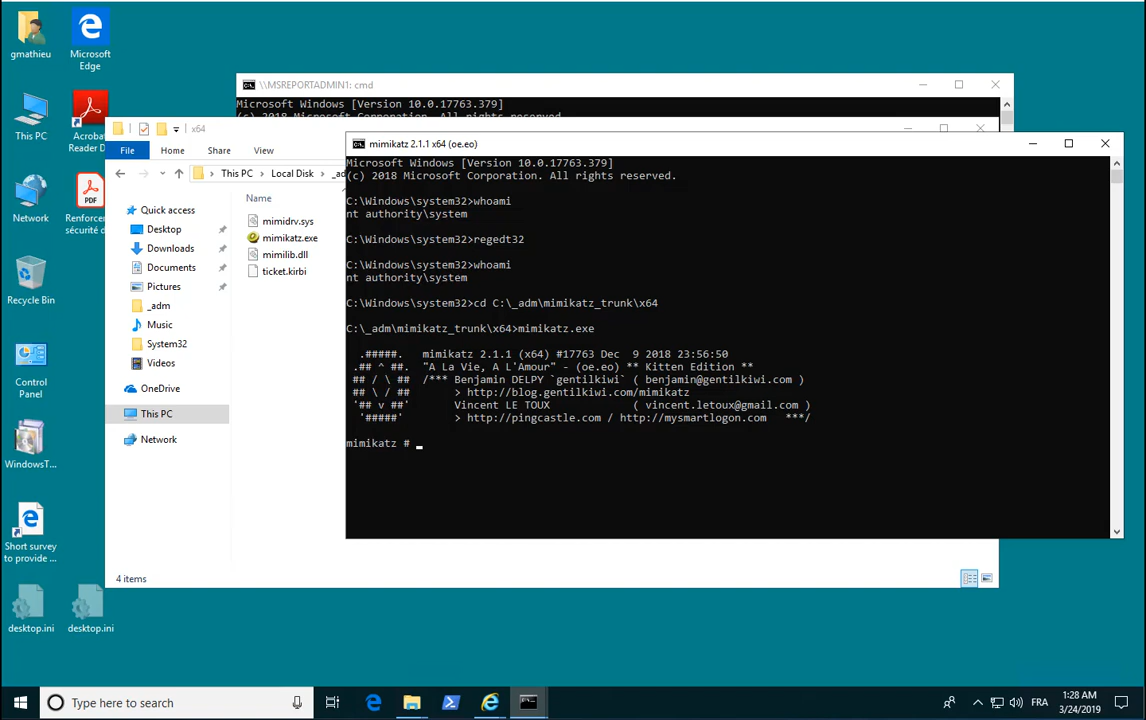 gmathieu
Microsoft
Edge
This PC
Acrobat
Reader D
Network
Renforcer
sécurité d
Recycle Bin
Control
Panel
WindowsT...
Short survey
to provide ...
desktop.ini
desktop.ini
\\MSREPORTADMIN1: cmd
Microsoft Windows [Version 10.0.17763.379]
x64
File Home Share View
This PC Local Disk _ad
Quick access
Desktop
Downloads
Documents
Pictures
_adm
Music
System32
Videos
OneDrive
This PC
Network
Name
mimidrv.sys
mimikatz.exe
mimilib.dll
ticket.kirbi
4 items
mimikatz 2.1.1 x64 (oe.eo)
Microsoft Windows [Version 10.0.17763.379]
(c) 2018 Microsoft Corporation. All rights reserved.
C:\Windows\system32>whoami
nt authority\system
C:\Windows\system32>regedt32
C:\Windows\system32>whoami
nt authority\system
C:\Windows\system32>cd C:\_adm\mimikatz_trunk\x64
C:\_adm\mimikatz_trunk\x64>mimikatz.exe
.#####. mimikatz 2.1.1 (x64) #17763 Dec 9 2018 23:56:50
.## ^ ##. "A La Vie, A L'Amour" - (oe.eo) ** Kitten Edition **
## / \ ## /*** Benjamin DELPY `gentilkiwi` ( benjamin@gentilkiwi.com )
## \ / ## > http://blog.gentilkiwi.com/mimikatz
'## v ##' Vincent LE TOUX ( vincent.letoux@gmail.com )
'#####' > http://pingcastle.com / http://mysmartlogon.com ***/
mimikatz # _
Type here to search
FRA
1:28 AM
3/24/2019